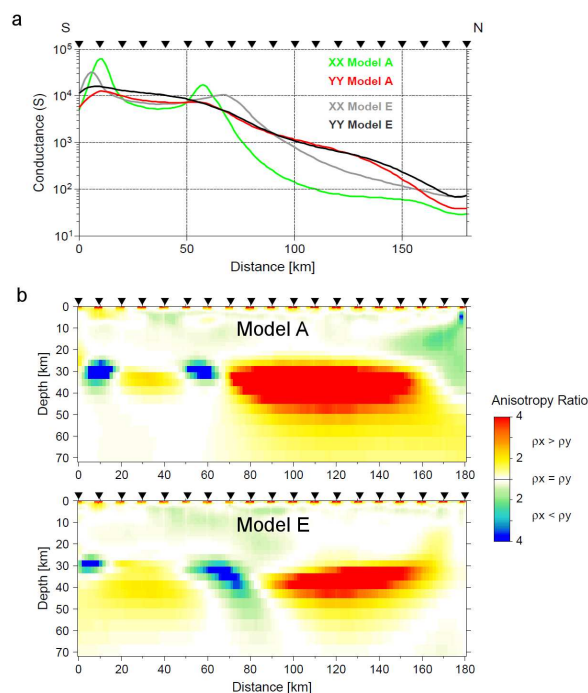 a
S N
10⁵
10⁴
10³
10²
10¹
Conductance (S)
XX Model A
YY Model A
XX Model E
YY Model E
0 50 100 150
Distance [km]
b
0
10
20
30
40
50
60
70
Depth [km]
Model A
0 20 40 60 80 100 120 140 160 180
0
10
20
30
40
50
60
70
Depth [km]
Model E
0 20 40 60 80 100 120 140 160 180
Distance [km]
Anisotropy Ratio
4 ρx > ρy
2
ρx = ρy
2
ρx < ρy
4